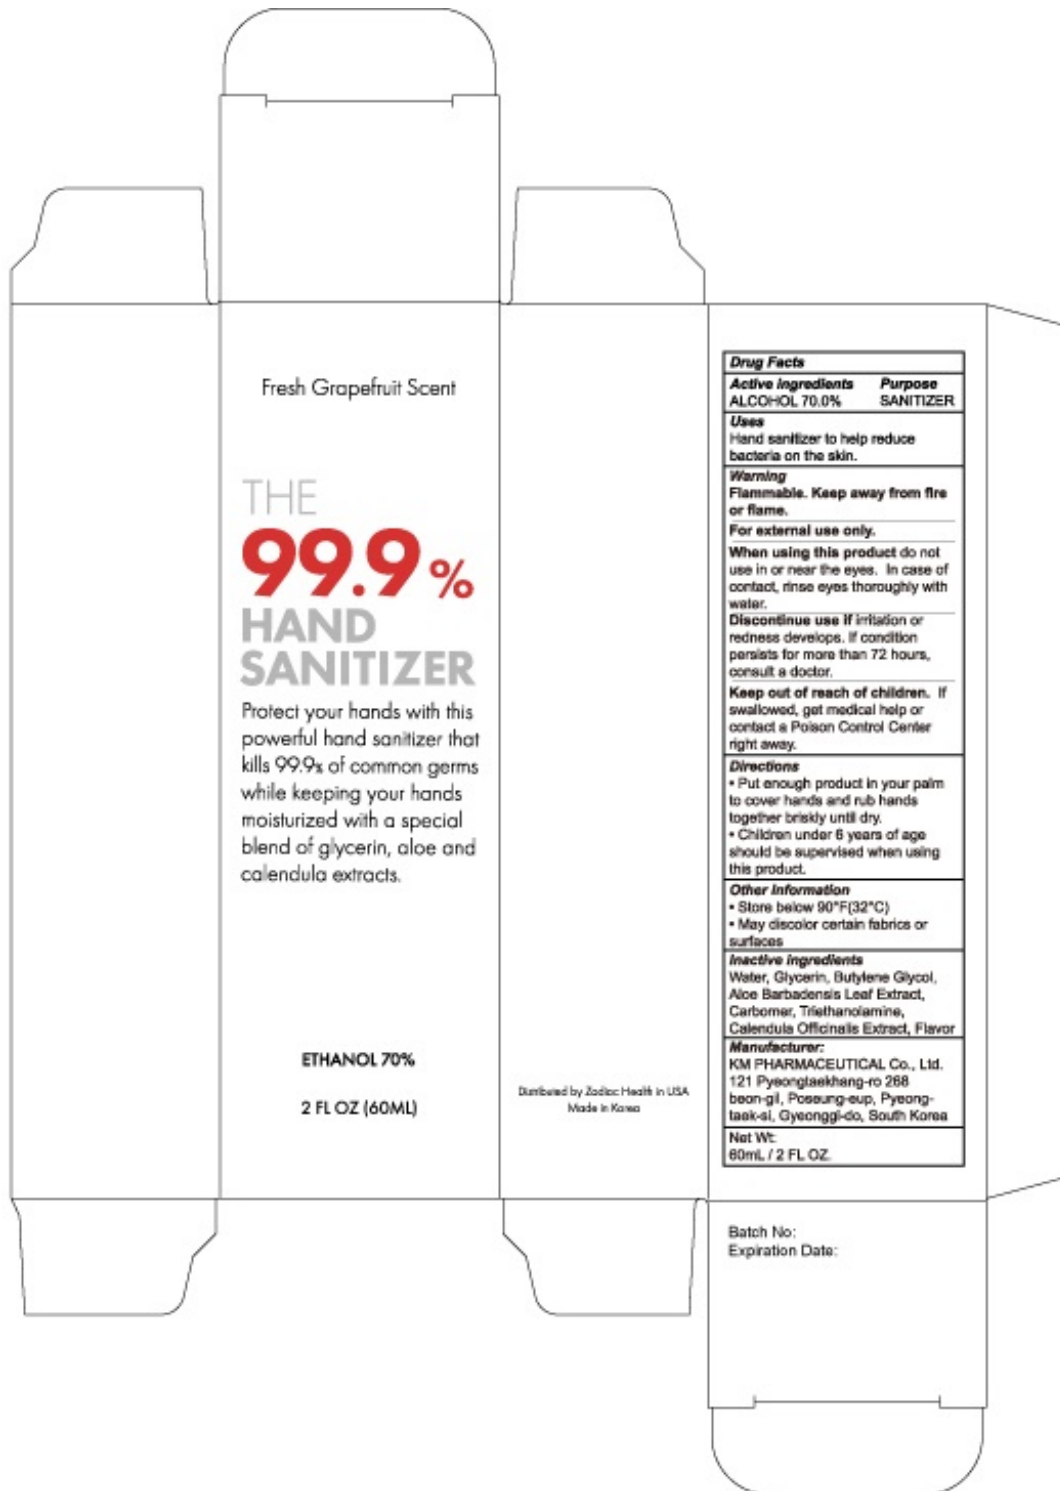 Fresh Grapefruit Scent
THE
99.9%
HAND
SANITIZER
Protect your hands with this
powerful hand sanitizer that
kills 99.9% of common germs
while keeping your hands
moisturized with a special
blend of glycerin, aloe and
calendula extracts.
ETHANOL 70%
2 FL OZ (60ML)
Distributed by Zodiac Health in USA
Made in Korea
Drug Facts
Active ingredients Purpose
ALCOHOL 70.0% SANITIZER
Uses
Hand sanitizer to help reduce
bacteria on the skin.
Warning
Flammable. Keep away from fire
or flame.
For external use only.
When using this product do not
use in or near the eyes. In case of
contact, rinse eyes thoroughly with
water.
Discontinue use if irritation or
redness develops. If condition
persists for more than 72 hours,
consult a doctor.
Keep out of reach of children. If
swallowed, get medical help or
contact a Poison Control Center
right away.
Directions
• Put enough product in your palm
to cover hands and rub hands
together briskly until dry.
• Children under 6 years of age
should be supervised when using
this product.
Other Information
• Store below 90°F(32°C)
• May discolor certain fabrics or
surfaces
Inactive ingredients
Water, Glycerin, Butylene Glycol,
Aloe Barbadensis Leaf Extract,
Carbomer, Triethanolamine,
Calendula Officinalis Extract, Flavor
Manufacturer:
KM PHARMACEUTICAL Co., Ltd.
121 Pyeongtaekhang-ro 268
beon-gil, Poseung-eup, Pyeong-
taek-si, Gyeonggi-do, South Korea
Net Wt.
60mL / 2 FL OZ.
Batch No:
Expiration Date: